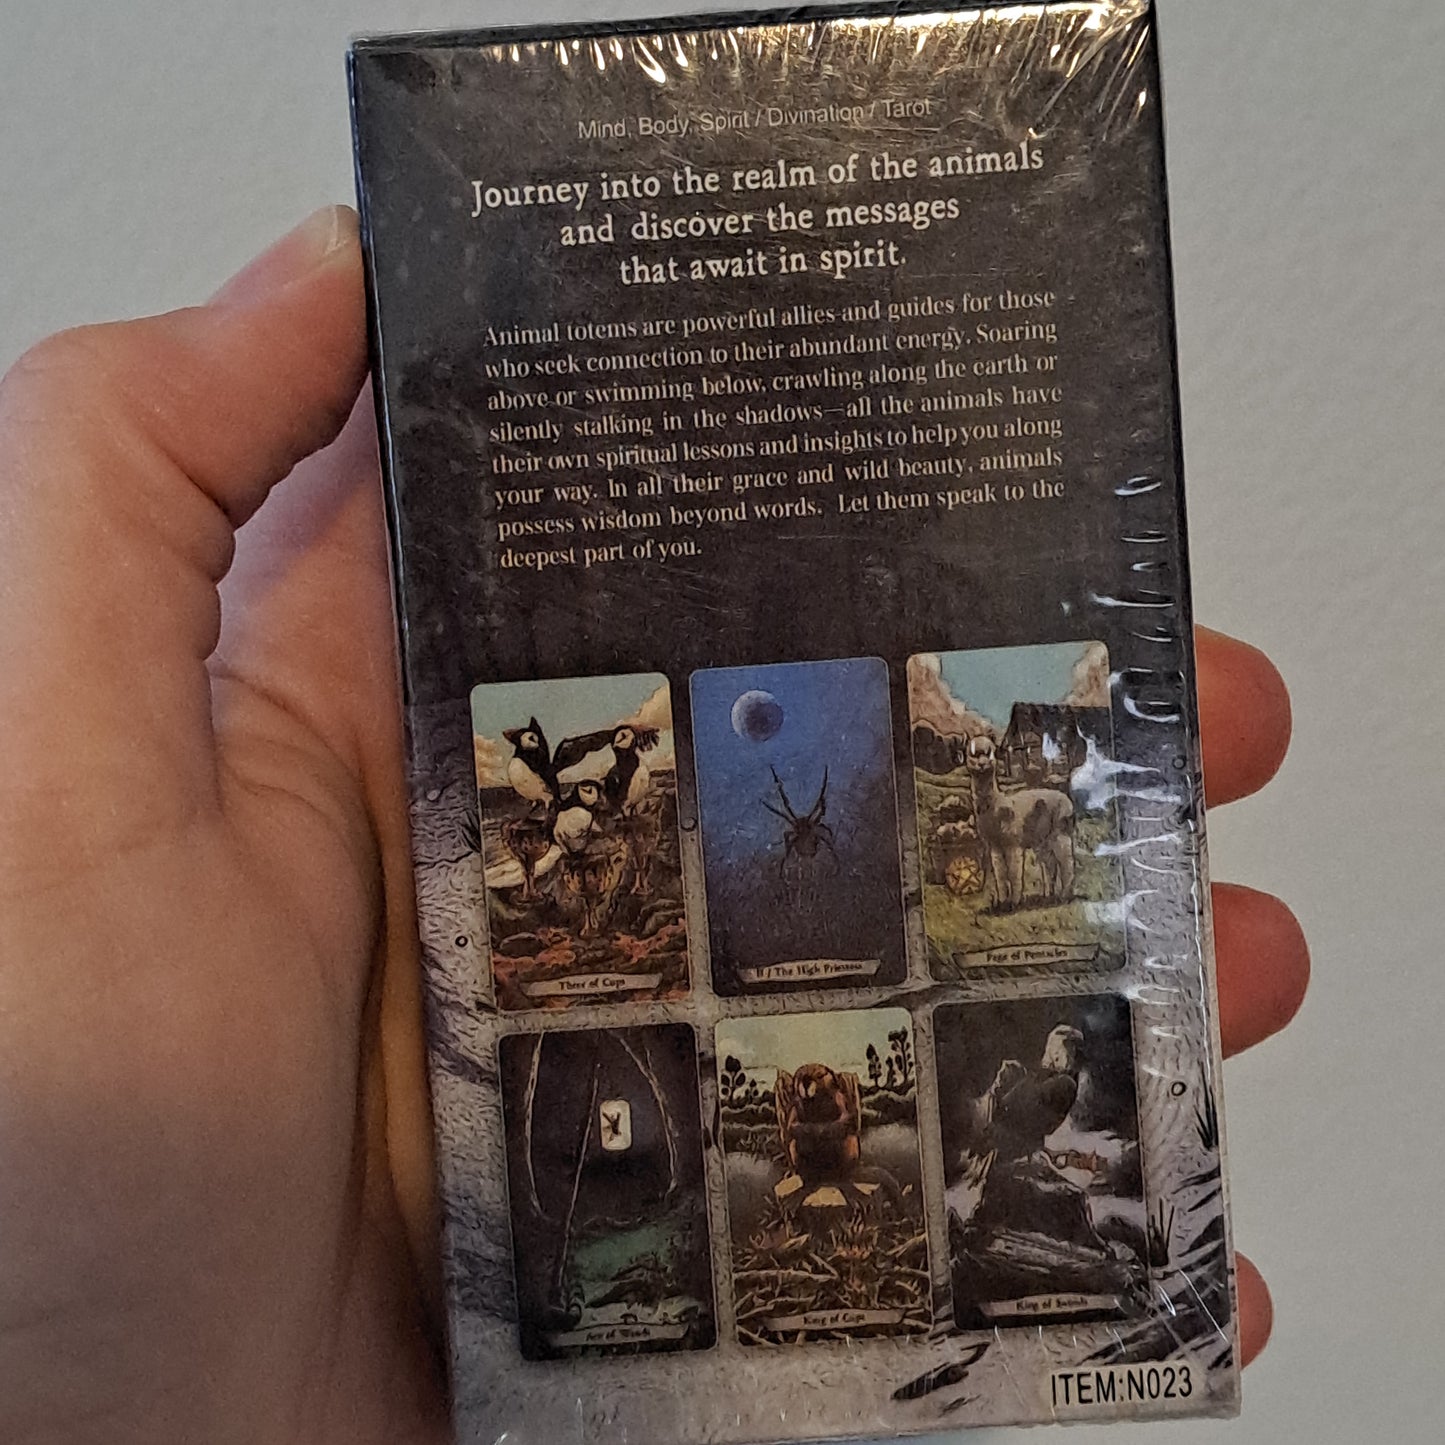 Mind, Body, Spirit / Divination / Tarot
Journey into the realm of the animals
and discover the messages
that await in spirit.
Animal totems are powerful allies and guides for those
who seek connection to their abundant energy. Soaring
above or swimming below, crawling along the earth or
silently stalking in the shadows—all the animals have
their own spiritual lessons and insights to help you along
your way. In all their grace and wild beauty, animals
possess wisdom beyond words. Let them speak to the
deepest part of you.
Three of Cups
II / The High Priestess
Page of Pentacles
Ace of Wands
King of Cups
King of Swords
ITEM:N023